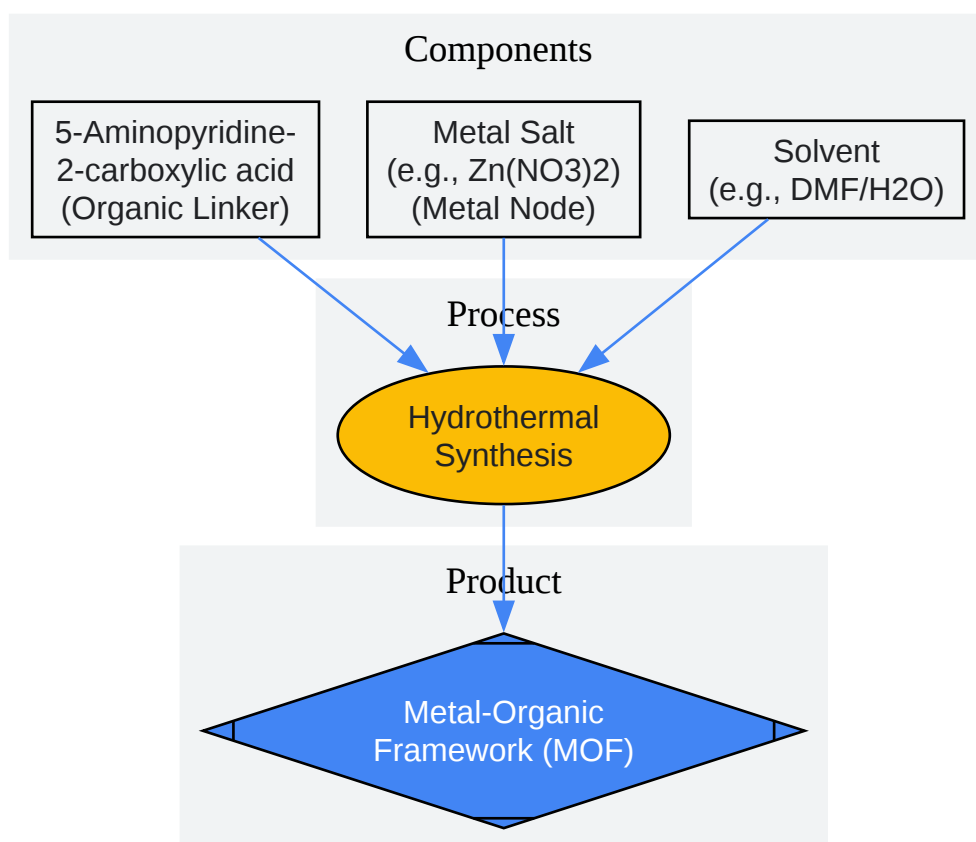 Components
5-Aminopyridine-
2-carboxylic acid
(Organic Linker)
Metal Salt
(e.g., Zn(NO3)2)
(Metal Node)
Solvent
(e.g., DMF/H2O)
Process
Hydrothermal
Synthesis
Product
Metal-Organic
Framework (MOF)